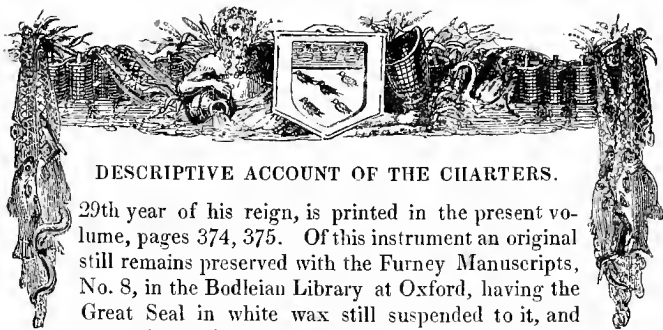 DESCRIPTIVE ACCOUNT OF THE CHARTERS.
29th year of his reign, is printed in the present vo-
lume, pages 374, 375. Of this instrument an original
still remains preserved with the Furney Manuscripts,
No. 8, in the Bodleian Library at Oxford, having the
Great Seal in white wax still suspended to it, and